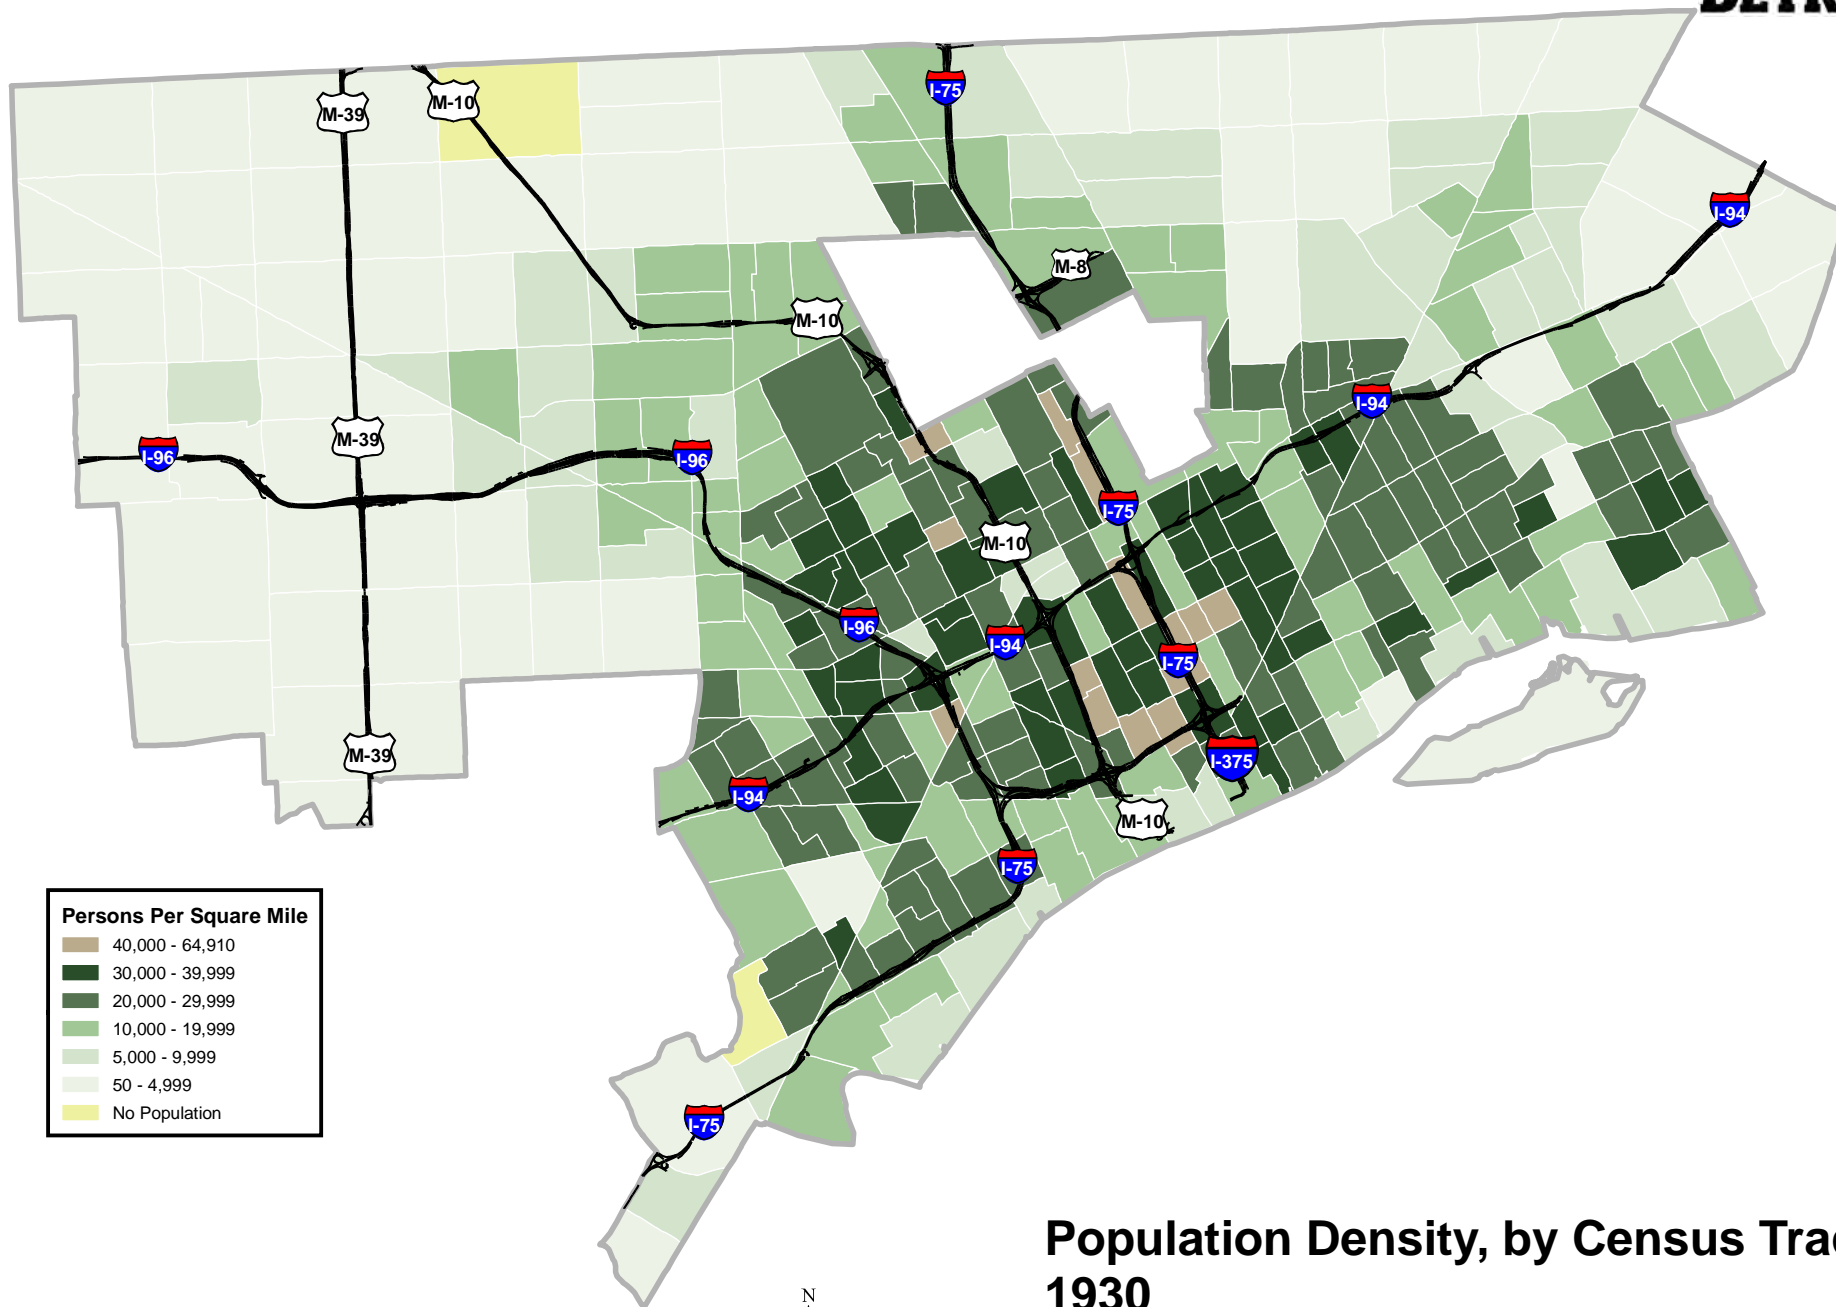 I-75
M-39
M-10
I-94
M-8
M-10
I-94
M-39
I-96
I-96
I-75
M-10
I-96
I-94
I-75
M-39
I-375
I-94
M-10
I-75
Persons Per Square Mile
40,000 - 64,910
30,000 - 39,999
20,000 - 29,999
10,000 - 19,999
5,000 - 9,999
50 - 4,999
No Population
I-75
Population Density, by Census
1930
N